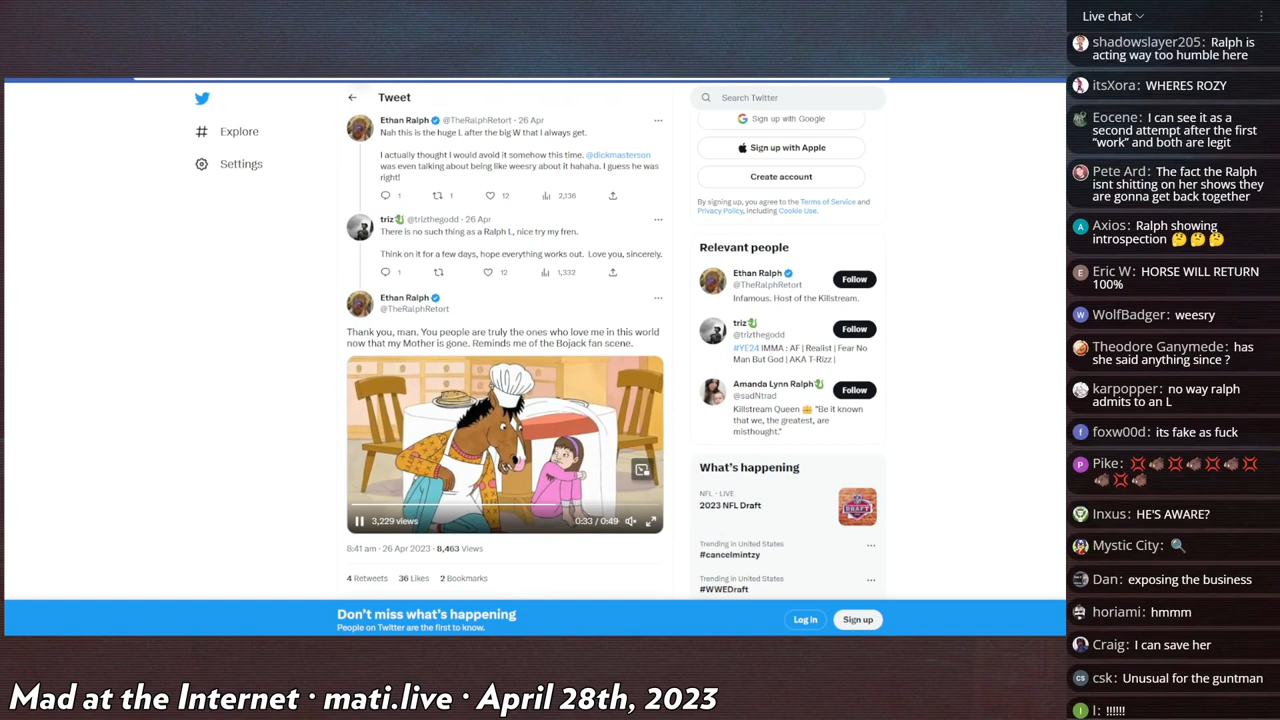 Explore
Settings
Tweet
Ethan Ralph @TheRalphRetort · 26 Apr
Nah this is the huge L after the big W that I always get.
I actually thought I would avoid it somehow this time. @dickmasterson
was even talking about being like weesry about it hahaha. I guess he was
right!
1 1 12 2,136
triz @trizthegodd · 26 Apr
There is no such thing as a Ralph L, nice try my fren.
Think on it for a few days, hope everything works out. Love you, sincerely.
1 12 1,332
Ethan Ralph
@TheRalphRetort
Thank you, man. You people are truly the ones who love me in this world
now that my Mother is gone. Reminds me of the Bojack fan scene.
3,229 views 0:33 / 0:49
8:41 am · 26 Apr 2023 · 8,463 Views
4 Retweets 36 Likes 2 Bookmarks
Search Twitter
Sign up with Google
Sign up with Apple
Create account
By signing up, you agree to the Terms of Service and
Privacy Policy, including Cookie Use.
Relevant people
Ethan Ralph
@TheRalphRetort
Follow
Infamous. Host of the Killstream.
triz
@trizthegodd
Follow
#YE24 IMMA : AF | Realist | Fear No
Man But God | AKA T-Rizz |
Amanda Lynn Ralph
@sadNtrad
Follow
Killstream Queen "Be it known
that we, the greatest, are
misthought."
What's happening
NFL · LIVE
2023 NFL Draft
DRAFT
Trending in United States
#cancelmintzy
Trending in United States
#WWEDraft
Don't miss what's happening
People on Twitter are the first to know.
Log in
Sign up
Live chat
shadowslayer205: Ralph is
acting way too humble here
itsXora: WHERS ROZY
Eocene: I can take it as a
“work” except after the first
“work” and both are legit
Pete Ard: The fact the Ralph
isn't shitting on her shows they
are going to get back together
Axios: Ralph showing
introspection
Eric W: HORSE WILL RETURN
100%
WolfBadger: weesry
Theodore Gammelfart: Has
he said anything more ?
karpopper: no way ralph
admits to an L
foxw00d: its fake as fuck
Pike:
Tinxus: HE'S AWARE?
Mystic Catz:
Dan: exposing his business
Ich: hmmm
Craig: I can save her
csk: Unusual for the guntman
I: !!!!!!
Mad at the Internet · mati.live · April 28th, 2023